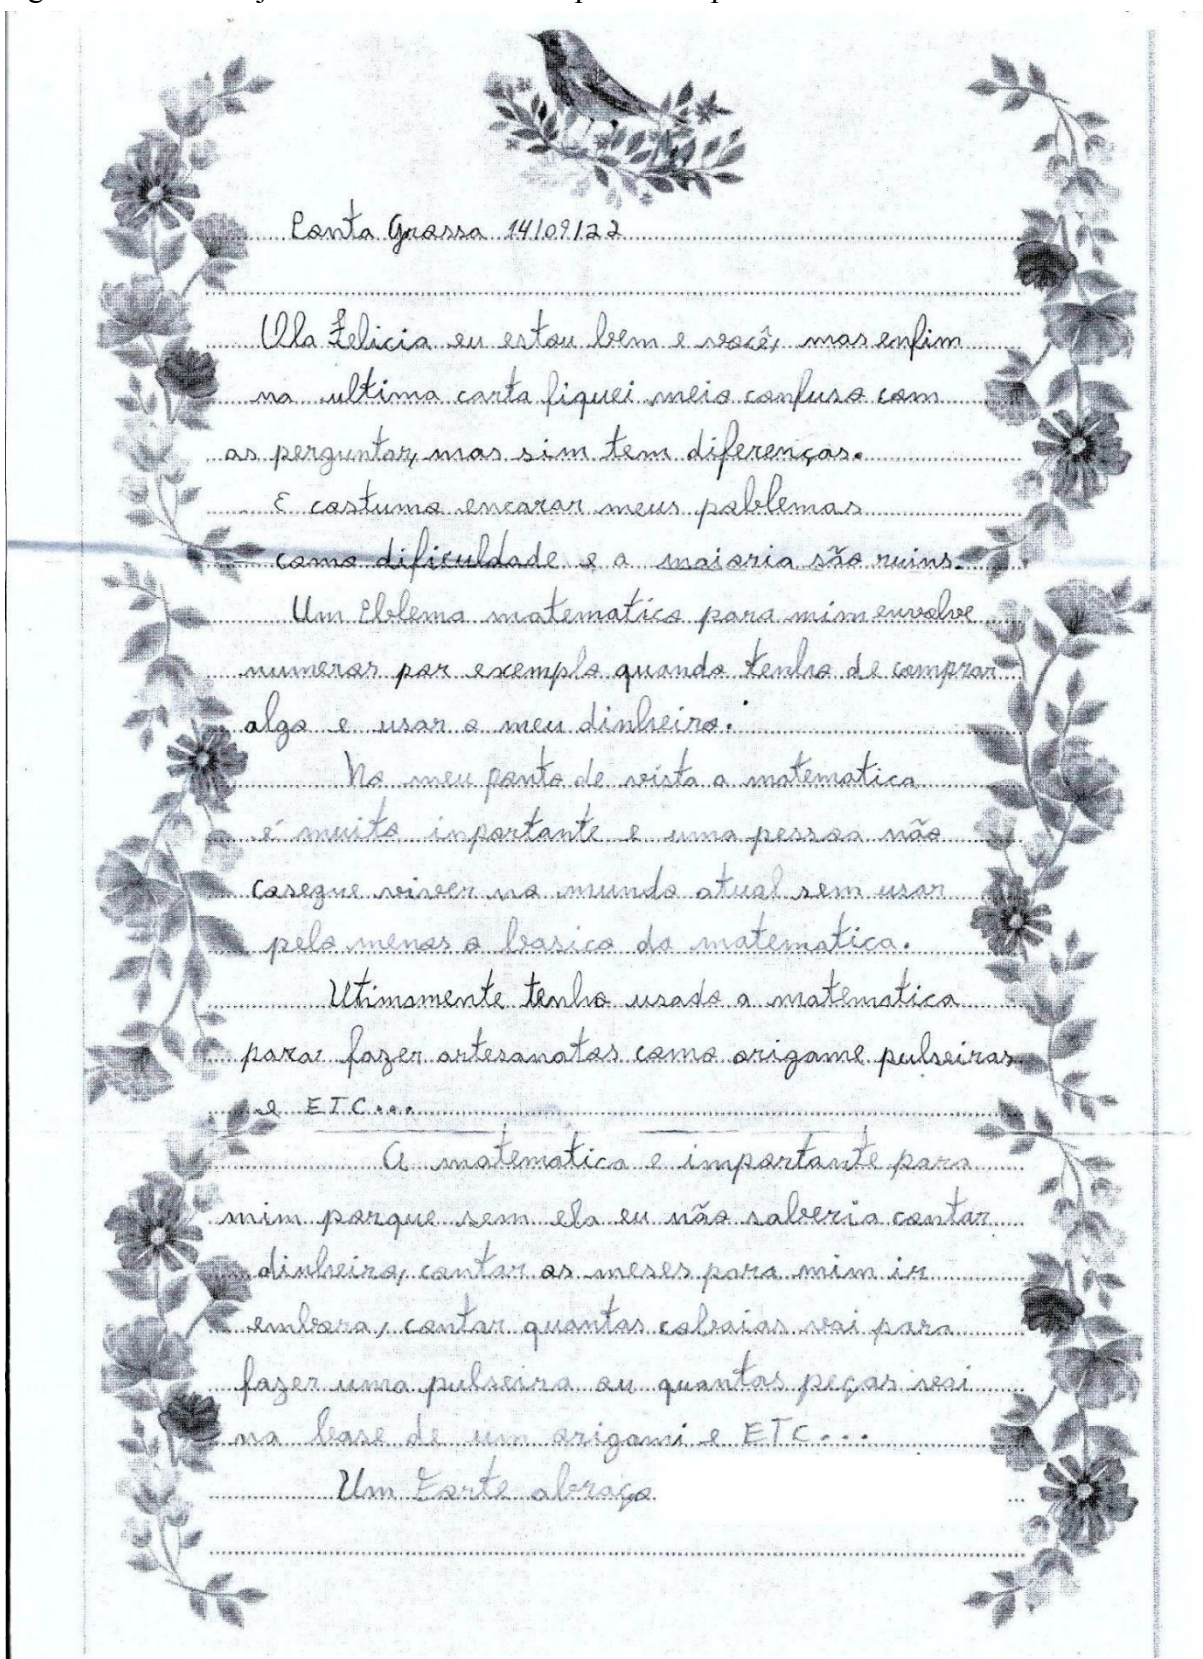 Ponta Grossa 14/09/22
Ola Felicia eu estou bem e você, mas enfim
na ultima carta fiquei meio confuso com
as perguntas, mas sim tem diferenças.
E costumo encarar meus poblemas
como dificuldade e a maioria são ruins.
Um Eblema matematico para mim envolve
numeros por exemplo quando tenho de comprar
algo e usar o meu dinheiro.
No meu ponto de vista a matematica
é muito inportante e uma pessoa não
cosegue viver no mundo atual sem usar
pelo menos o basico da matematica.
Utimamente tenho usado a matematica
para fazer artesanatos como origame pulseiras
e ETC...
A matematica e importante para
mim porque sem ela eu não saberia contar
dinheiro, contar os meses para mim ir
embora, contar quantas cabaias vai para
fazer uma pulseira ou quantas peças vai
na base de um origami e ETC...
Um Forte abraço